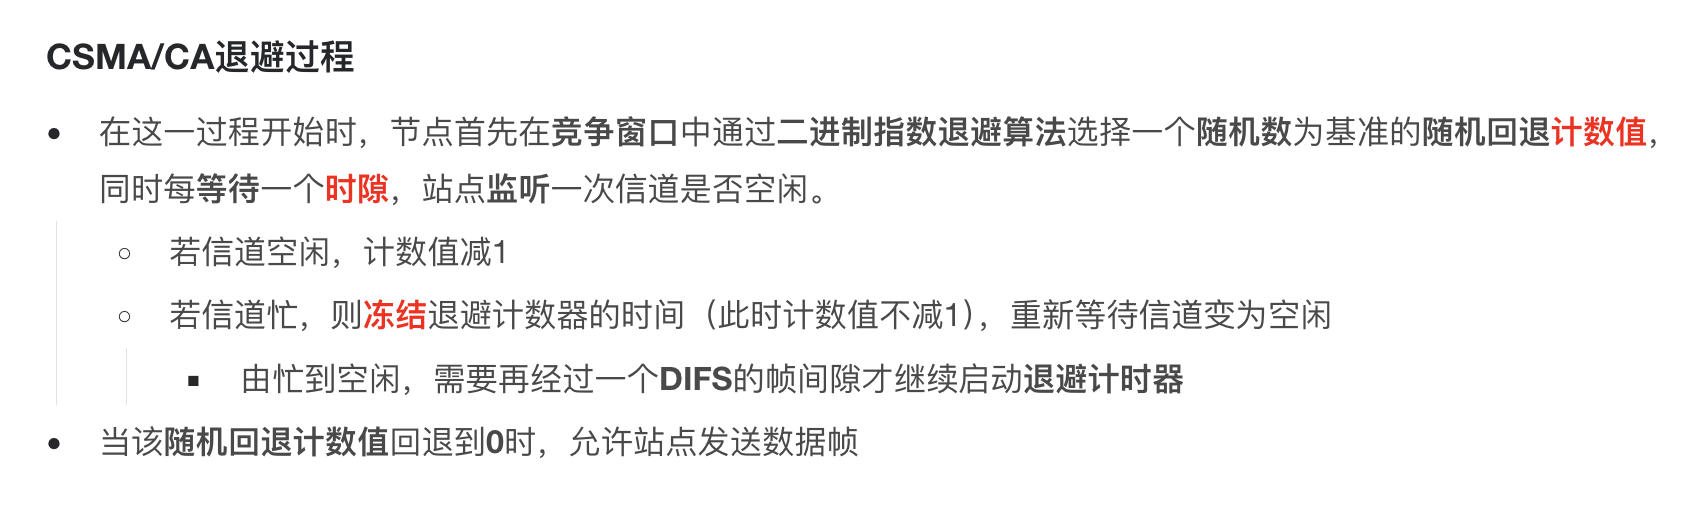 CSMA/CA退避过程
在这一过程开始时，节点首先在竞争窗口中通过二进制指数退避算法选择一个随机数为基准的随机回退计数值，
同时每等待一个时隙，站点监听一次信道是否空闲。
若信道空闲，计数值减1
若信道忙，则冻结退避计数器的时间（此时计数值不减1），重新等待信道变为空闲
由忙到空闲，需要再经过一个DIFS的帧间隙才继续启动退避计时器
当该随机回退计数值回退到0时，允许站点发送数据帧